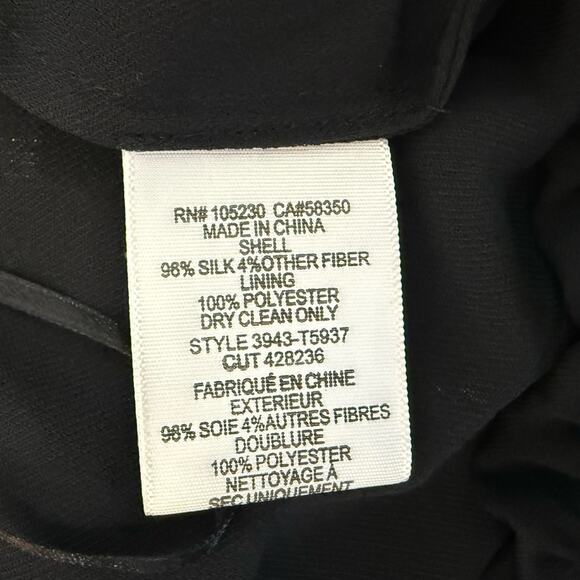 RN# 105230 CA#58350
MADE IN CHINA
SHELL
96% SILK 4%OTHER FIBER
LINING
100% POLYESTER
DRY CLEAN ONLY
STYLE 3943-T5937
CUT 428236
FABRIQUÉ EN CHINE
EXTERIEUR
96% SOIE 4%AUTRES FIBRES
DOUBLURE
100% POLYESTER
NETTOYAGE À
SEC UNIQUEMENT